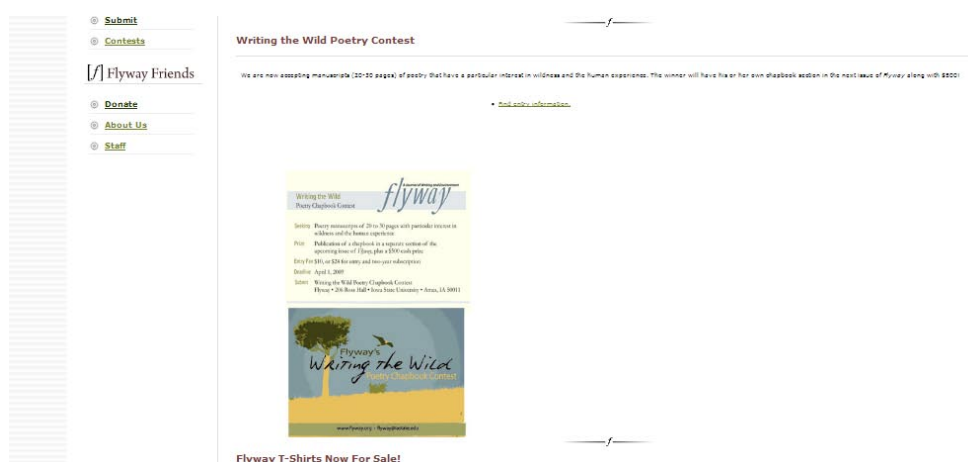 Submit
Contests
[f] Flyway Friends
Donate
About Us
Staff
f
Writing the Wild Poetry Contest
We are now accepting manuscripts (20-30 pages) of poetry that have a particular interest in wildness and the human experience. The winner will have his or her own chapbook section in the next issue of Flyway along with $500!
Find entry information.
flyway
Writing the Wild
Poetry Chapbook Contest
Seeking Poetry manuscripts of 20 to 30 pages with particular interest in
wildness and the human experience
Prize Publication of a chapbook in a separate section of the
upcoming issue of Flyway, plus a $500 cash prize
Entry Fee $10, or $24 for entry and two-year subscription
Deadline April 1, 2009
Submit Writing the Wild Poetry Chapbook Contest
Flyway • 206 Ross Hall • Iowa State University • Ames, IA 50011
Flyway's
Writing the Wild
Poetry Chapbook Contest
f
Flyway T-Shirts Now For Sale!